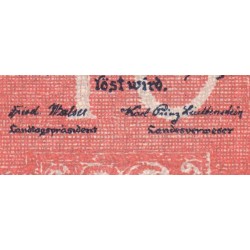 löst wird.
Fried. Walser Karl Prinz Liechtenstein
Landtagspräsident Landesverweser